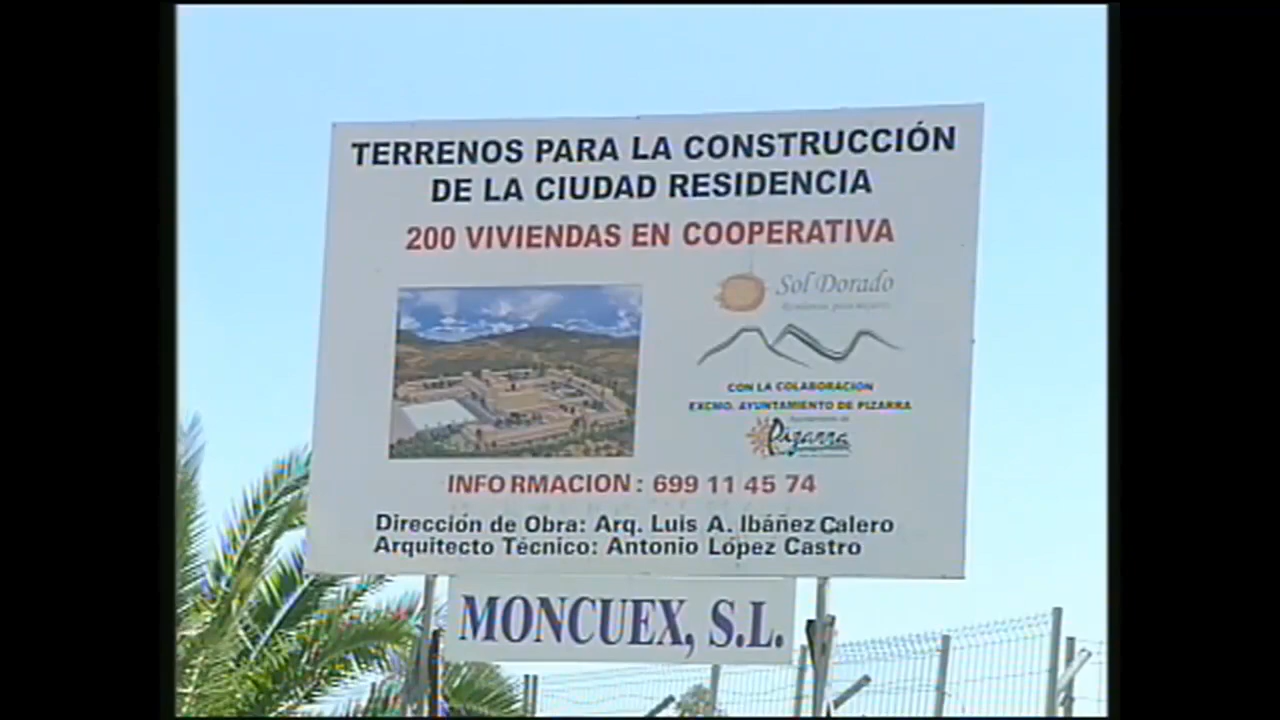 TERRENOS PARA LA CONSTRUCCIÓN
DE LA CIUDAD RESIDENCIA
200 VIVIENDAS EN COOPERATIVA
Sol Dorado
CON LA COLABORACION
EXCMO. AYUNTAMIENTO DE PIZARRA
Pizarra
INFORMACION: 699 11 45 74
Dirección de Obra: Arq. Luis A. Ibáñez Calero
Arquitecto Técnico: Antonio López Castro
MONCUEX, S.L.